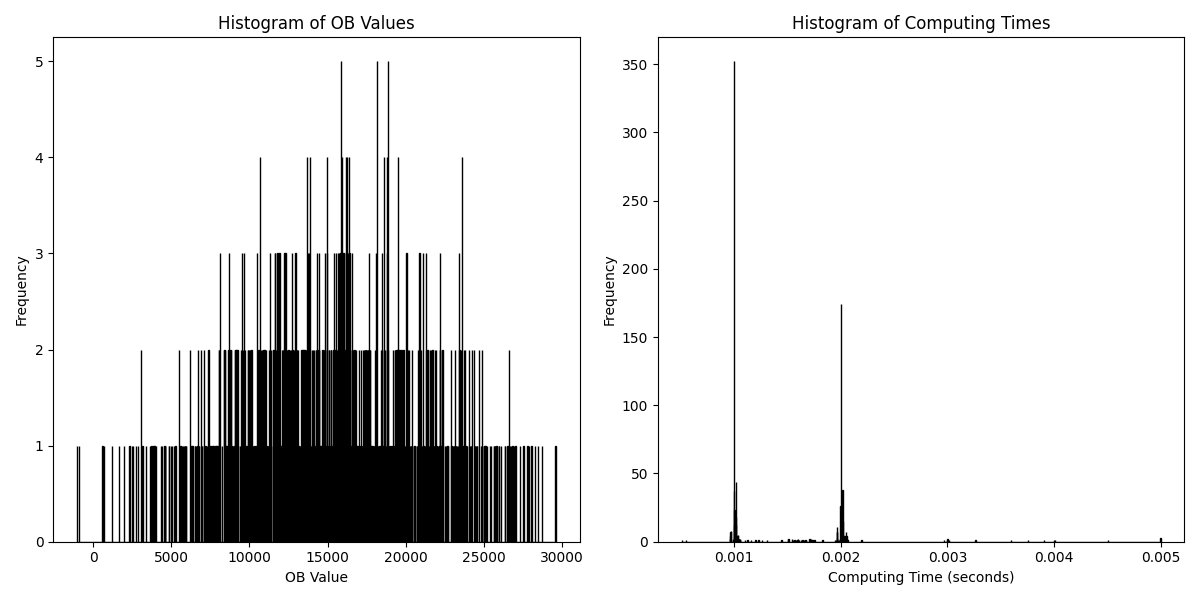 Histogram of OB Values
Frequency
5
4
3
2
1
0
0 5000 10000 15000 20000 25000 30000
OB Value
Histogram of Computing Times
Frequency
350
300
250
200
150
100
50
0
0.001 0.002 0.003 0.004 0.005
Computing Time (seconds)